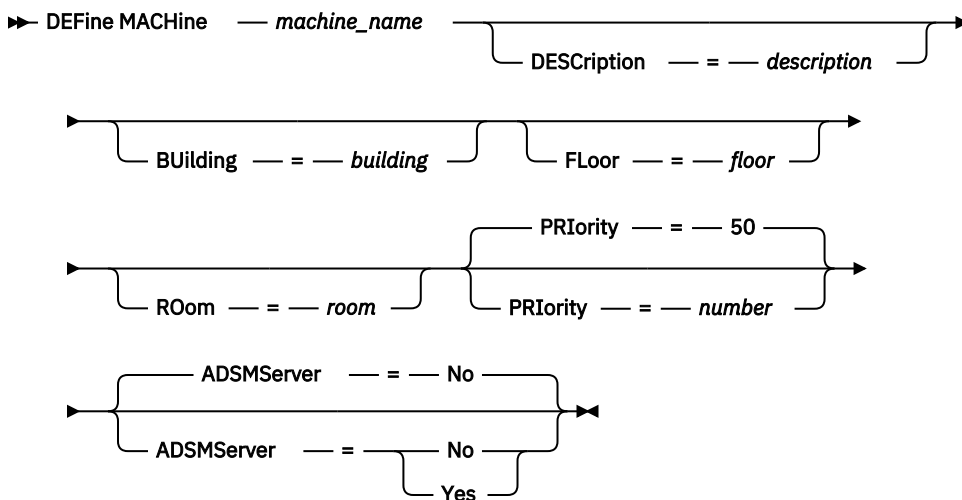 DEFine MACHine machine_name
DESCription = description
BUilding = building FLoor = floor
PRIority = 50
ROom = room PRIority = number
ADSMServer = No
ADSMServer = No
Yes